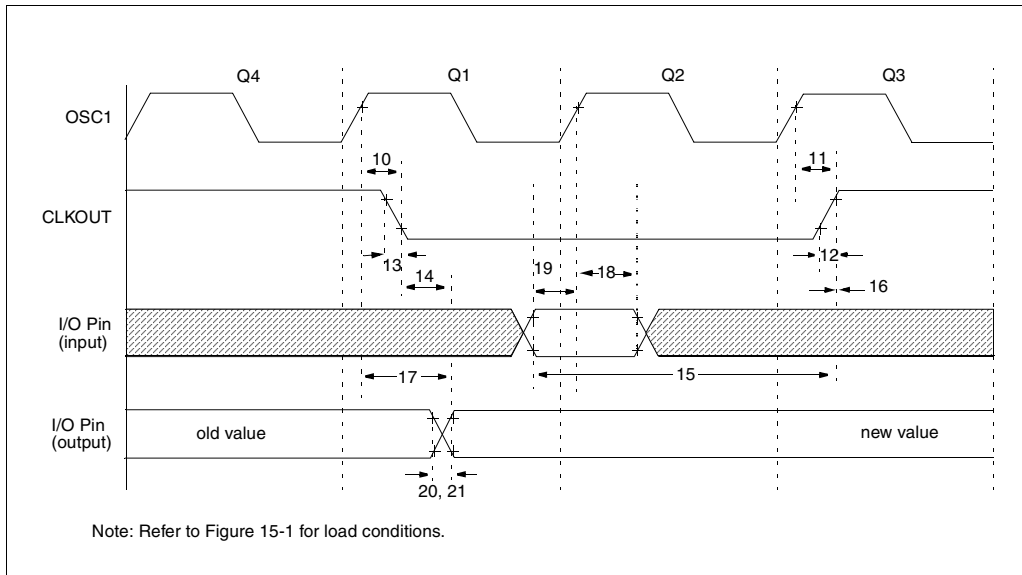 Q4 Q1 Q2 Q3
OSC1
10 11
CLKOUT
13 12
14 19 18 16
I/O Pin
(input)
17 15
I/O Pin
(output)
old value new value
20, 21
Note: Refer to Figure 15-1 for load conditions.